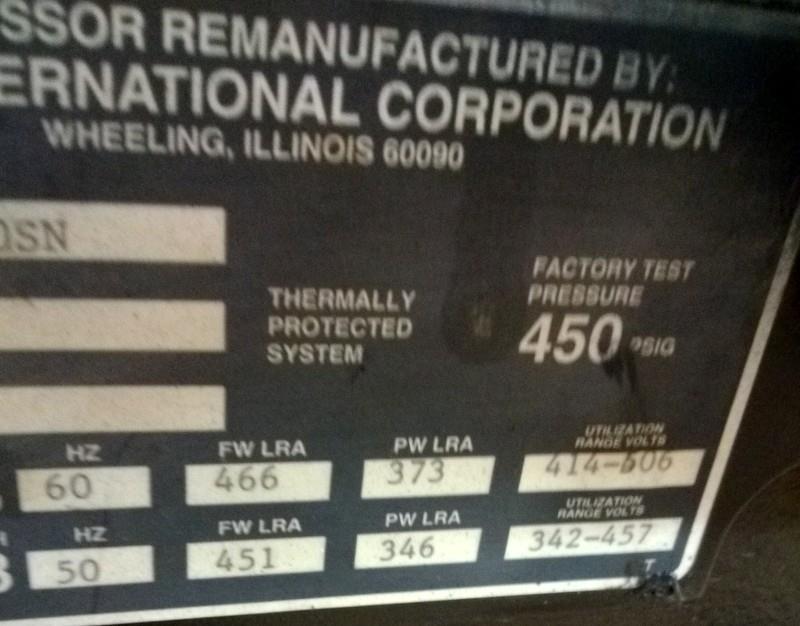 SSOR REMANUFACTURED BY:
ERNATIONAL CORPORATION
WHEELING, ILLINOIS 60090
0SN
THERMALLY
PROTECTED
SYSTEM
FACTORY TEST
PRESSURE
450 PSIG
HZ FW LRA PW LRA UTILIZATION
RANGE VOLTS
60 466 373 414-506
HZ FW LRA PW LRA UTILIZATION
RANGE VOLTS
50 451 346 342-457